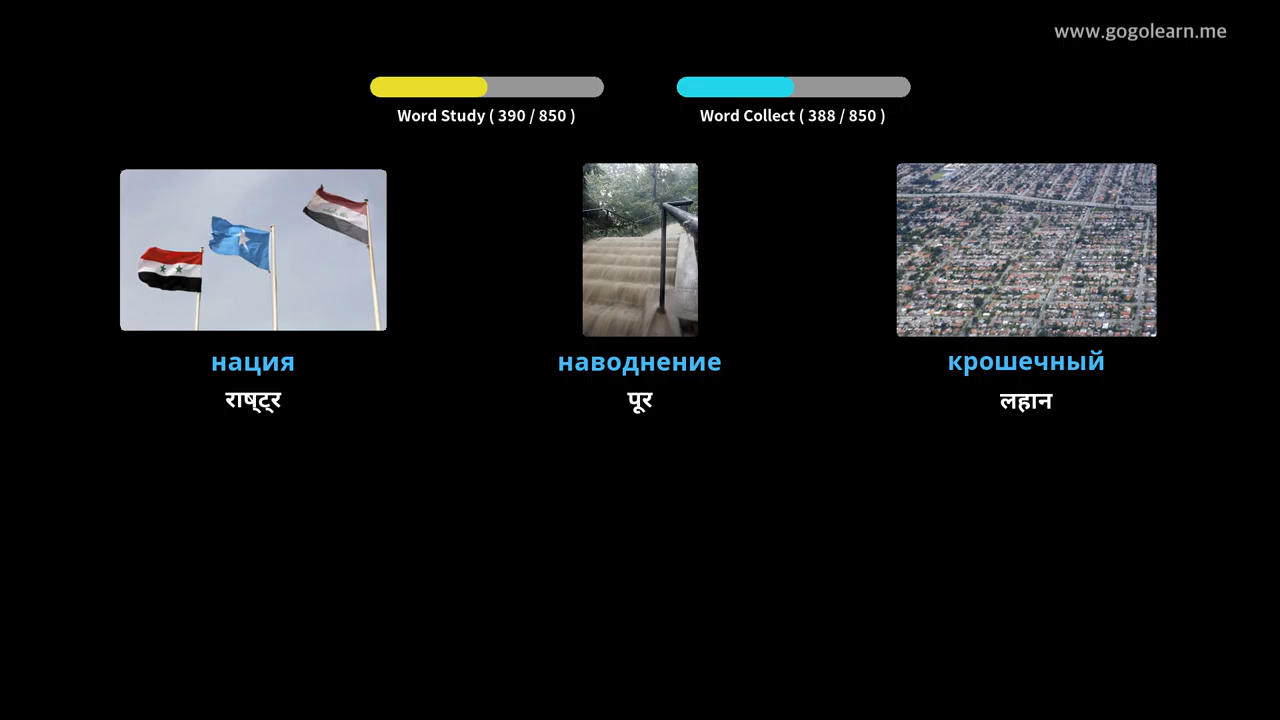 www.gogolearn.me
Word Study ( 390 / 850 )
Word Collect ( 388 / 850 )
нация
наводнение
крошечный
राष्ट्र
पूर
लहान